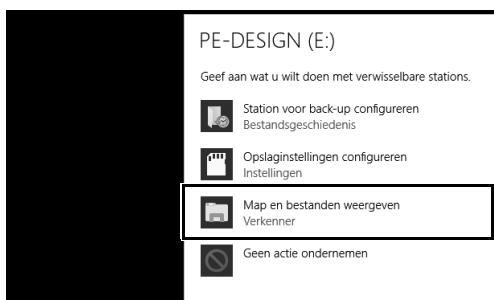 PE-DESIGN (E:)
Geef aan wat u wilt doen met verwisselbare stations.
Station voor back-up configureren
Bestandsgeschiedenis
Opslaginstellingen configureren
Instellingen
Map en bestanden weergeven
Verkenner
Geen actie ondernemen